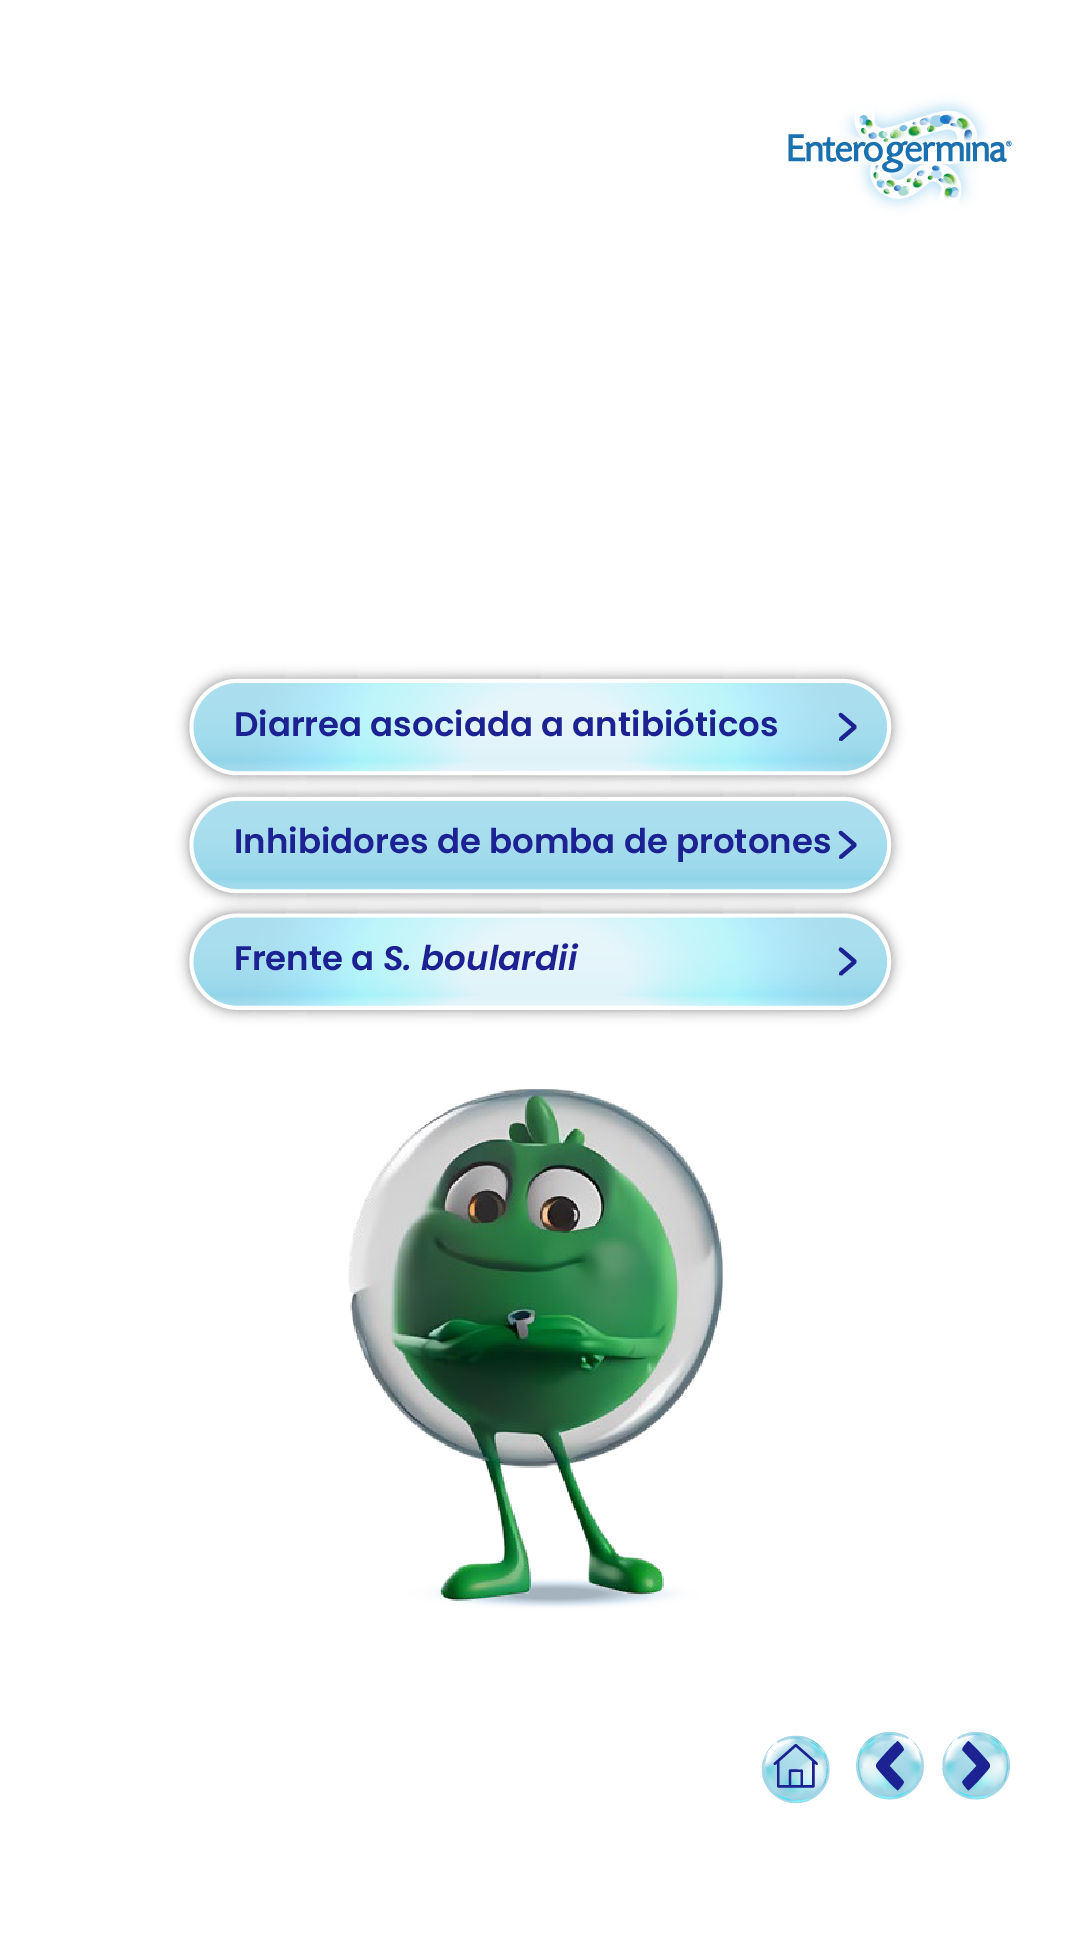 Enterogermina®
Diarrea asociada a antibióticos
Inhibidores de bomba de protones
Frente a S. boulardii